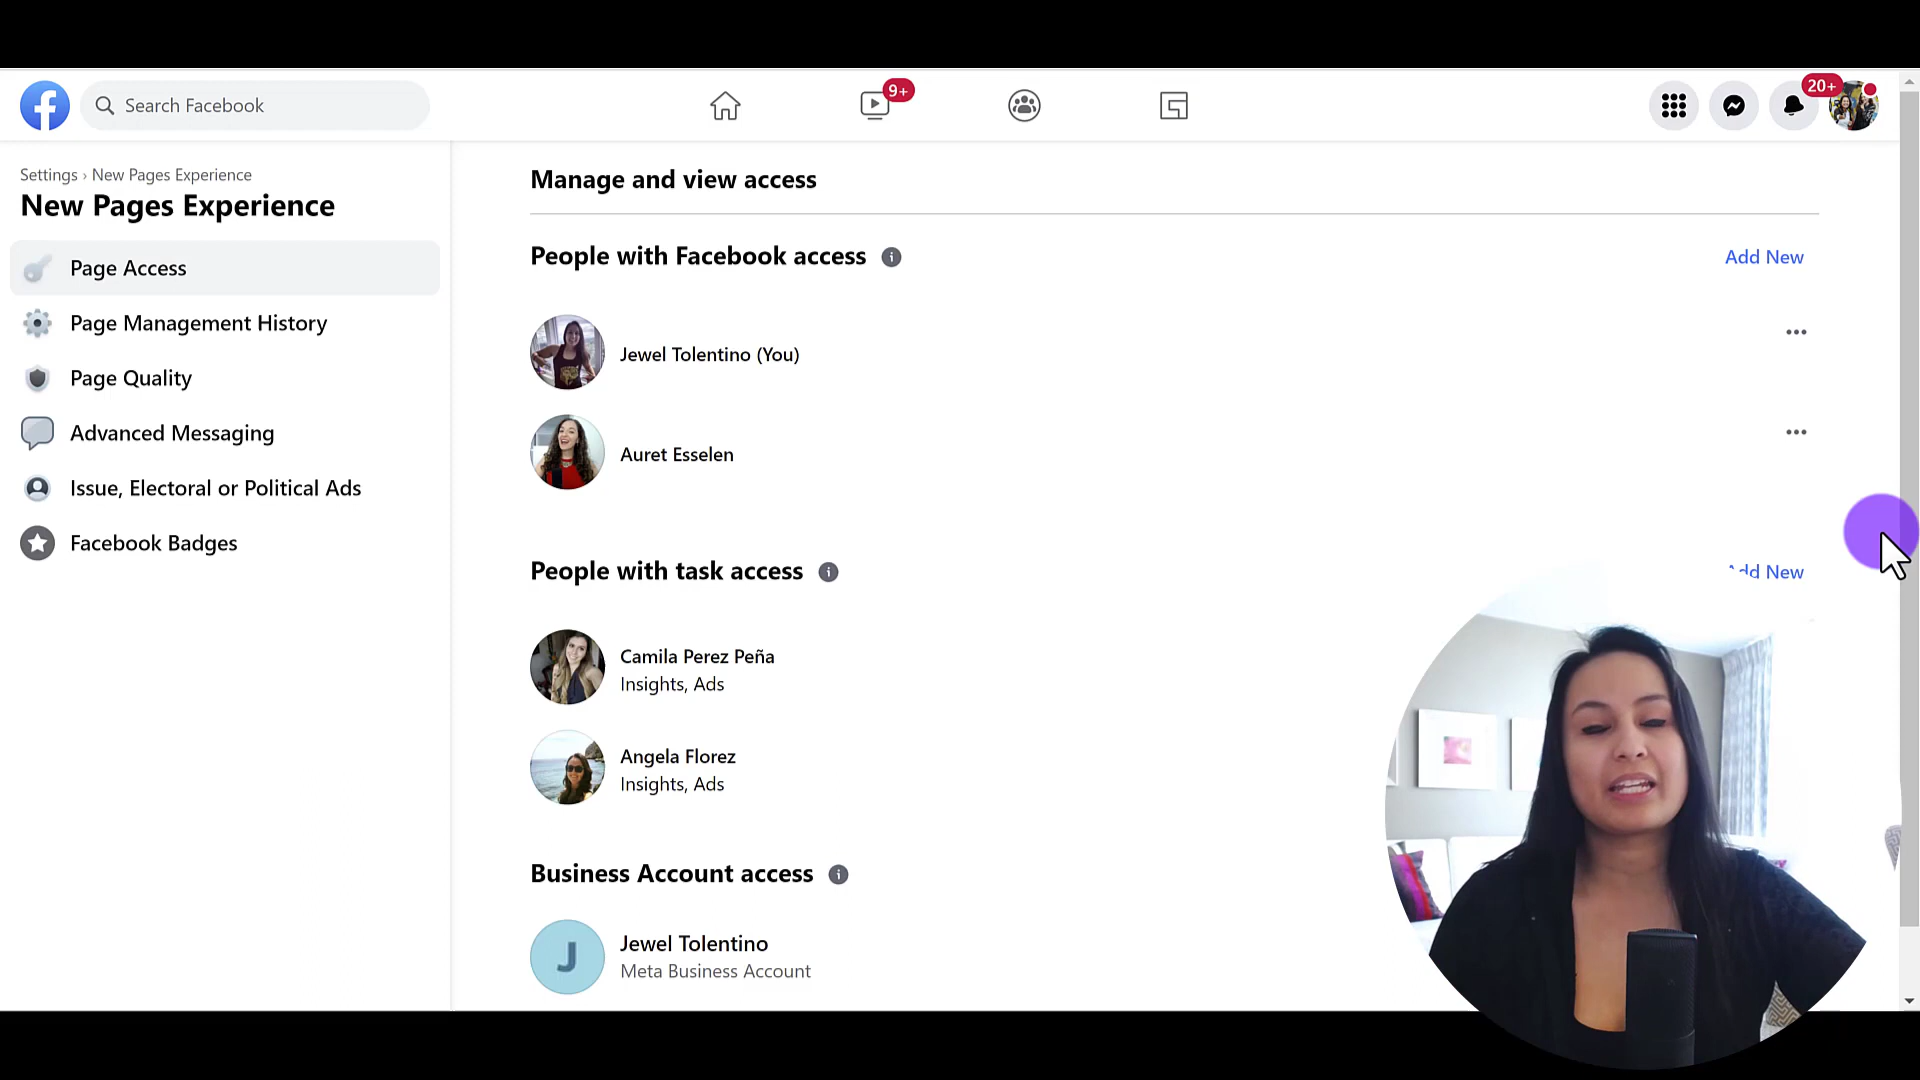 Search Facebook
9+
20+
Settings › New Pages Experience
New Pages Experience
Page Access
Page Management History
Page Quality
Advanced Messaging
Issue, Electoral or Political Ads
Facebook Badges
Manage and view access
People with Facebook access
Add New
Jewel Tolentino (You)
Auret Esselen
People with task access
Add New
Camila Perez Peña
Insights, Ads
Angela Florez
Insights, Ads
Business Account access
J
Jewel Tolentino
Meta Business Account